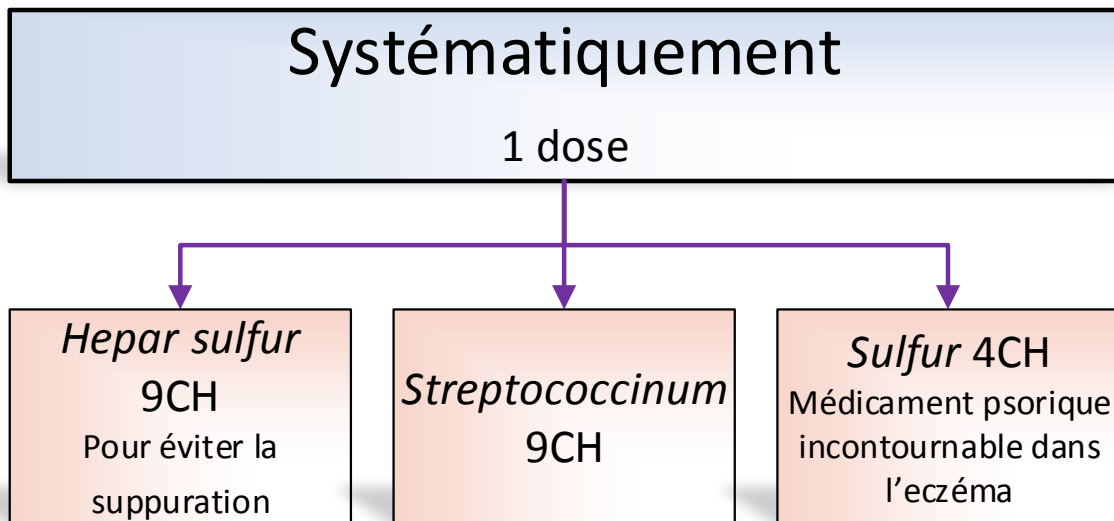 Systématiquement
1 dose
Hepar sulfur
9CH
Pour éviter la
suppuration
Streptococcinum
9CH
Sulfur 4CH
Médicament psorique
incontournable dans
l’eczéma